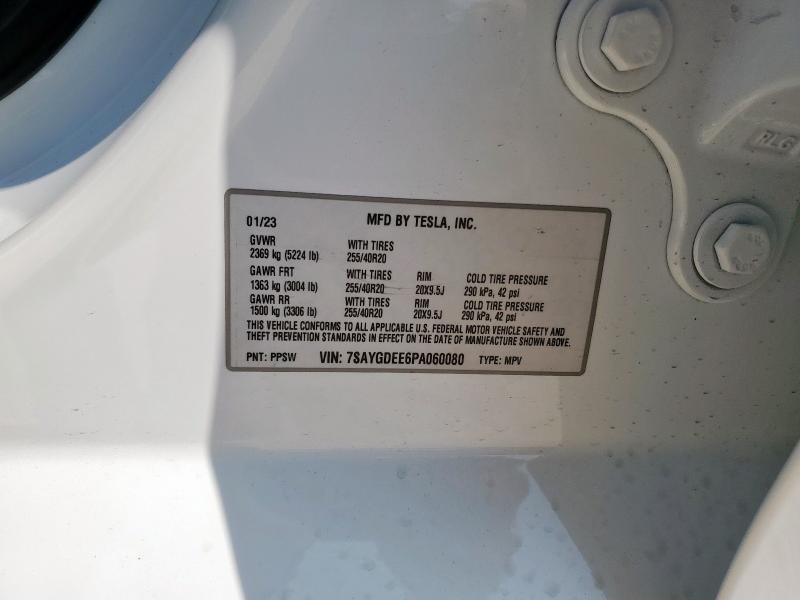 01/23 MFD BY TESLA, INC.
GVWR WITH TIRES
2369 kg (5224 lb) 255/40R20
GAWR FRT WITH TIRES RIM COLD TIRE PRESSURE
1363 kg (3004 lb) 255/40R20 20X9.5J 290 kPa, 42 psi
GAWR RR WITH TIRES RIM COLD TIRE PRESSURE
1500 kg (3306 lb) 255/40R20 20X9.5J 290 kPa, 42 psi
THIS VEHICLE CONFORMS TO ALL APPLICABLE U.S. FEDERAL MOTOR VEHICLE SAFETY AND
THEFT PREVENTION STANDARDS IN EFFECT ON THE DATE OF MANUFACTURE SHOWN ABOVE.
PNT: PPSW VIN: 7SAYGDEE6PA060080 TYPE: MPV